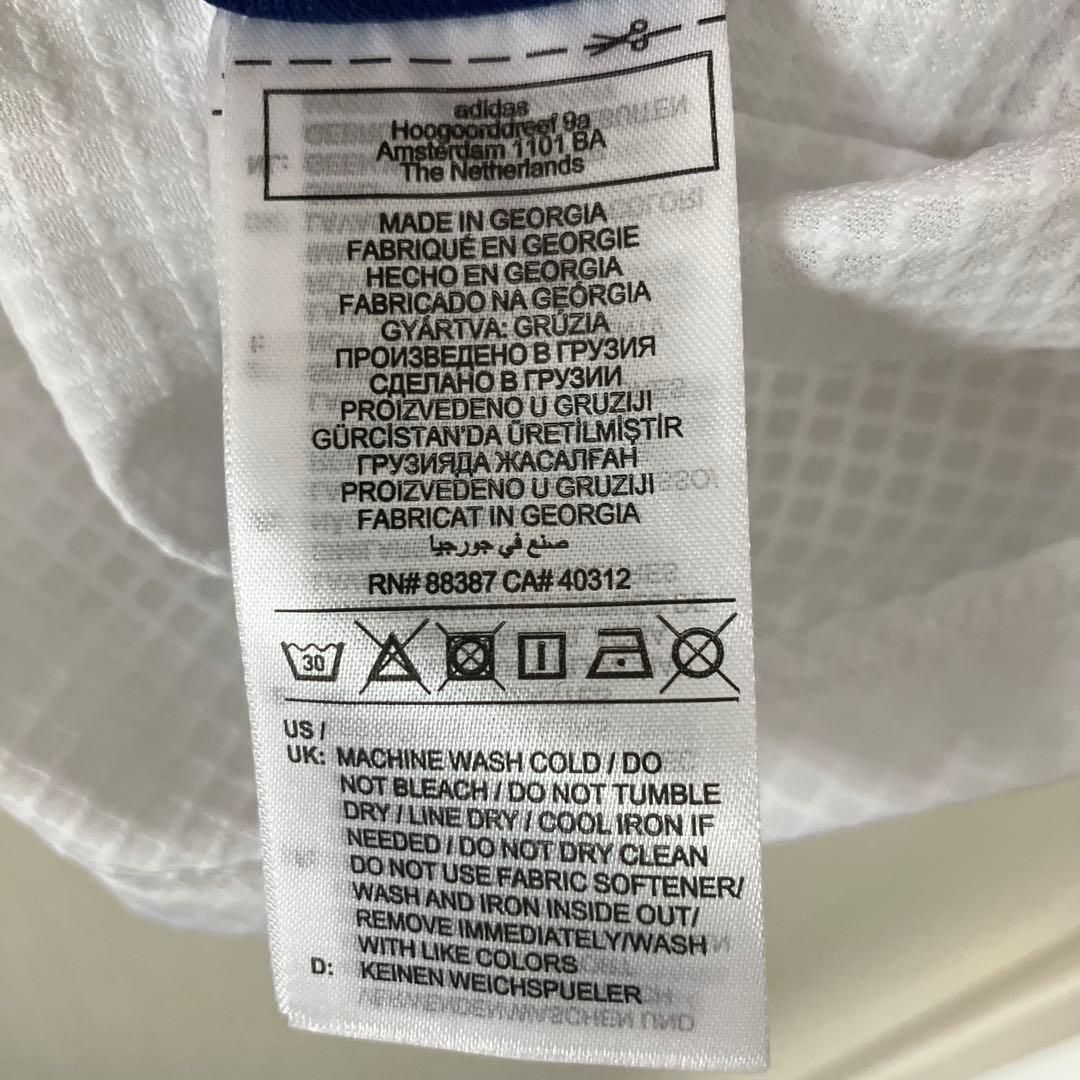 adidas
Hoogoorddreef 9a
Amsterdam 1101 BA
The Netherlands
MADE IN GEORGIA
FABRIQUÉ EN GEORGIE
HECHO EN GEORGIA
FABRICADO NA GEÓRGIA
GYÁRTVA: GRÚZIA
ПРОИЗВЕДЕНО В ГРУЗИЯ
СДЕЛАНО В ГРУЗИИ
PROIZVEDENO U GRUZIJI
GÜRCİSTAN'DA ÜRETİLMİŞTİR
ГРУЗИЯДА ЖАСАЛҒАН
PROIZVEDENO U GRUZIJI
FABRICAT IN GEORGIA
صنع في جورجيا
RN# 88387 CA# 40312
30
US /
UK: MACHINE WASH COLD / DO
NOT BLEACH / DO NOT TUMBLE
DRY / LINE DRY / COOL IRON IF
NEEDED / DO NOT DRY CLEAN
DO NOT USE FABRIC SOFTENER/
WASH AND IRON INSIDE OUT/
REMOVE IMMEDIATELY/WASH
WITH LIKE COLORS
D: KEINEN WEICHSPUELER